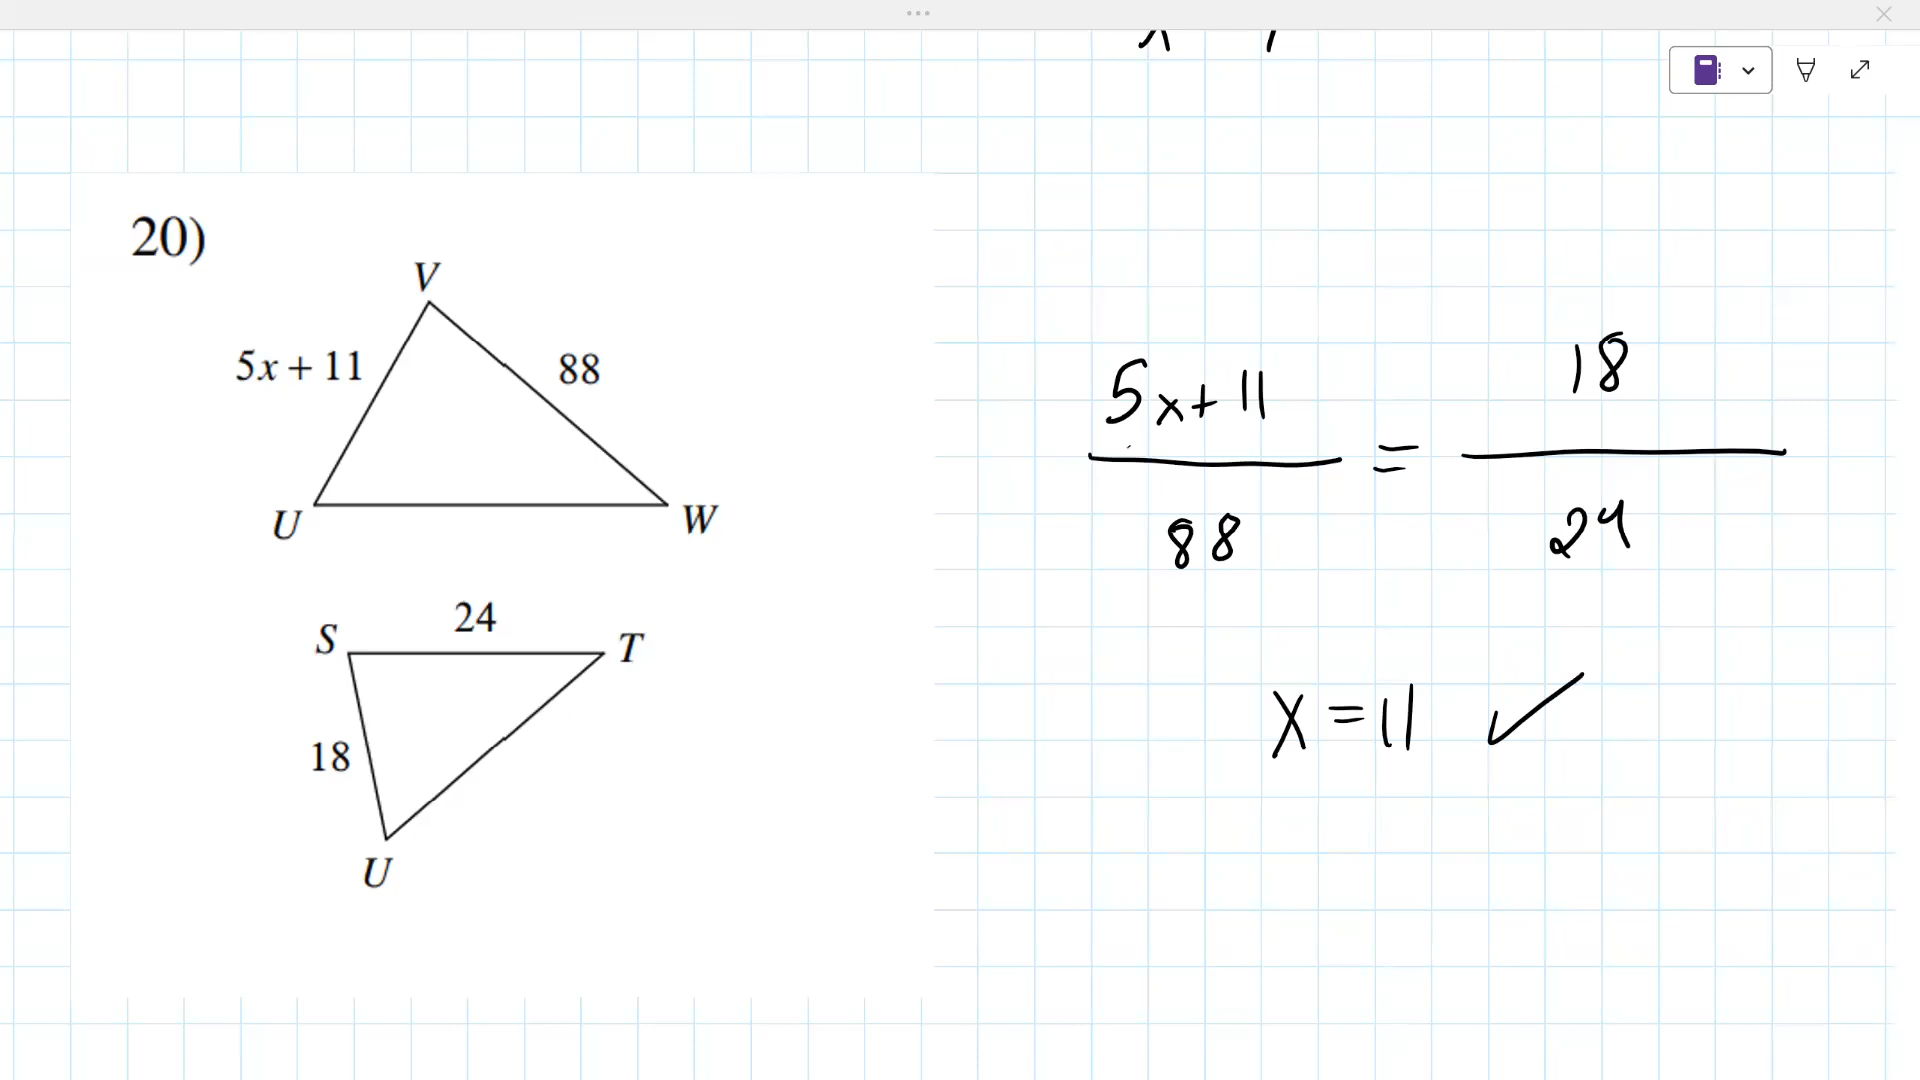 20)
V
5x + 11
88
U
W
24
S
T
18
U
5x+11
88
=
18
24
x = 11 ✓